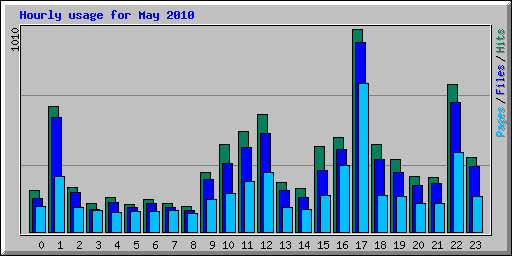 Hourly usage for May 2010
1010
Pages / Files / Hits
0 1 2 3 4 5 6 7 8 9 10 11 12 13 14 15 16 17 18 19 20 21 22 23